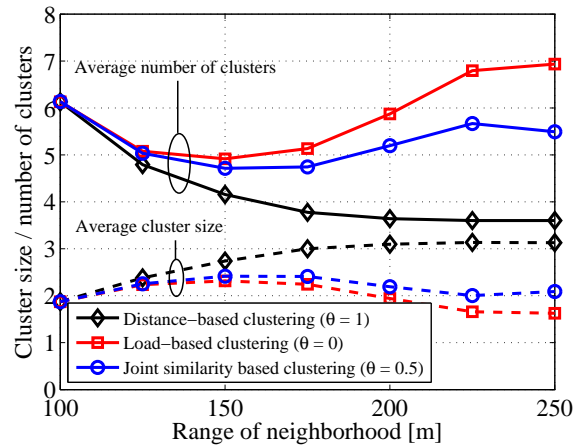 8
7
6
5
4
3
2
1
0
Cluster size / number of clusters
Average number of clusters
Average cluster size
Distance−based clustering (θ = 1)
Load−based clustering (θ = 0)
Joint similarity based clustering (θ = 0.5)
100 150 200 250
Range of neighborhood [m]